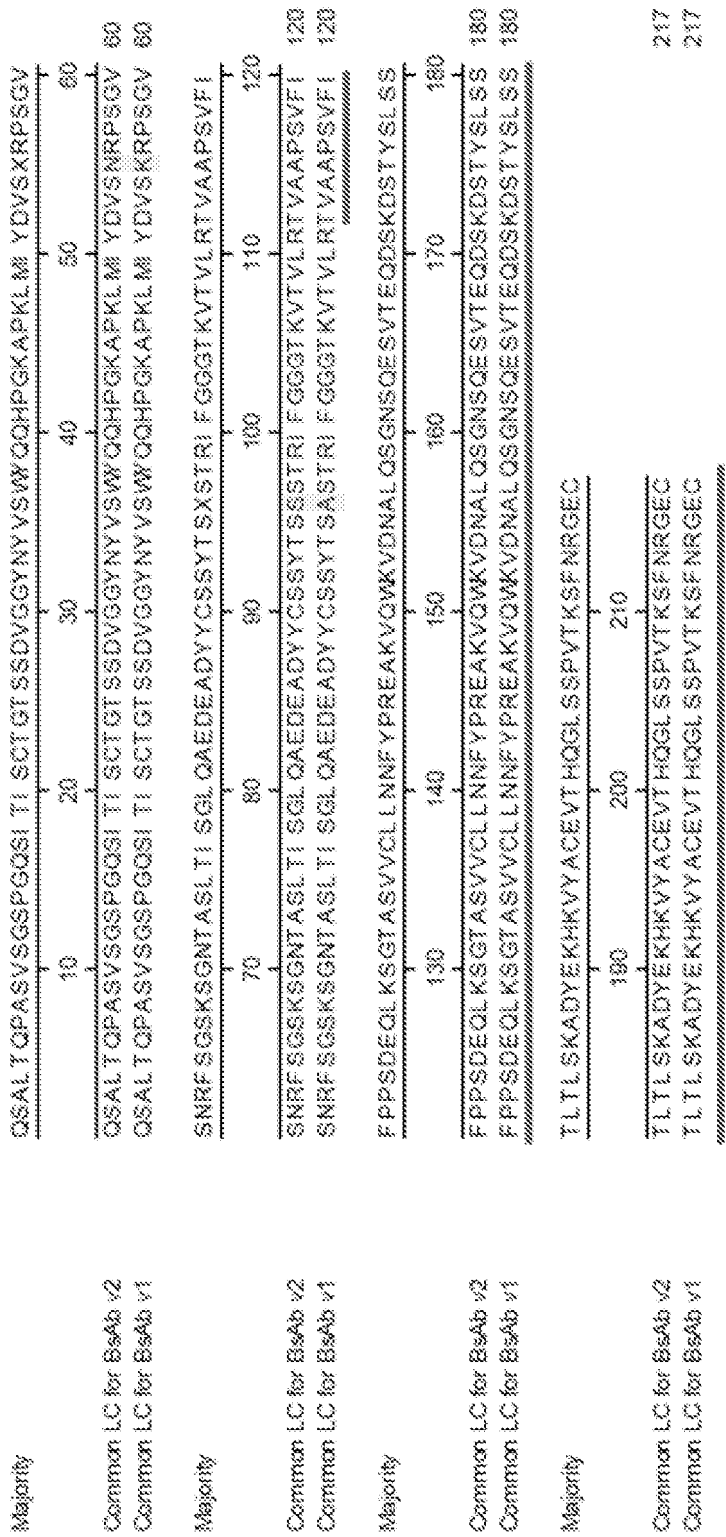 Majority QSALTQPASVSGSPGQSITISCTGTSSDVGGYNYVSWYQQHPGKAPKLMIYDVSXRPSGV
10 20 30 40 50 60
Common LC for BsAb v2 QSALTQPASVSGSPGQSITISCTGTSSDVGGYNYVSWYQQHPGKAPKLMIYDVSNRPSGV 60
Common LC for BsAb v1 QSALTQPASVSGSPGQSITISCTGTSSDVGGYNYVSWYQQHPGKAPKLMIYDVSKRPSGV 60
Majority SNRFSGSKSGNTASLTISGLQAEDEADYYCSSYTSXSTRIFGGGTKVTVLRTVAAPSVFI
70 80 90 100 110 120
Common LC for BsAb v2 SNRFSGSKSGNTASLTISGLQAEDEADYYCSSYTSSSTRIFGGGTKVTVLRTVAAPSVFI 120
Common LC for BsAb v1 SNRFSGSKSGNTASLTISGLQAEDEADYYCSSYTSASTRIFGGGTKVTVLRTVAAPSVFI 120
Majority FPPSDEQLKSGTASVVCLLNNFYPREAKVQWKVDNALQSGNSQESVTEQDSKDSTYSLSS
130 140 150 160 170 180
Common LC for BsAb v2 FPPSDEQLKSGTASVVCLLNNFYPREAKVQWKVDNALQSGNSQESVTEQDSKDSTYSLSS 180
Common LC for BsAb v1 FPPSDEQLKSGTASVVCLLNNFYPREAKVQWKVDNALQSGNSQESVTEQDSKDSTYSLSS 180
Majority TLTLSKADYEKHKVYACEVTHQGLSSPVTKSFNRGEC
190 200 210
Common LC for BsAb v2 TLTLSKADYEKHKVYACEVTHQGLSSPVTKSFNRGEC 217
Common LC for BsAb v1 TLTLSKADYEKHKVYACEVTHQGLSSPVTKSFNRGEC 217